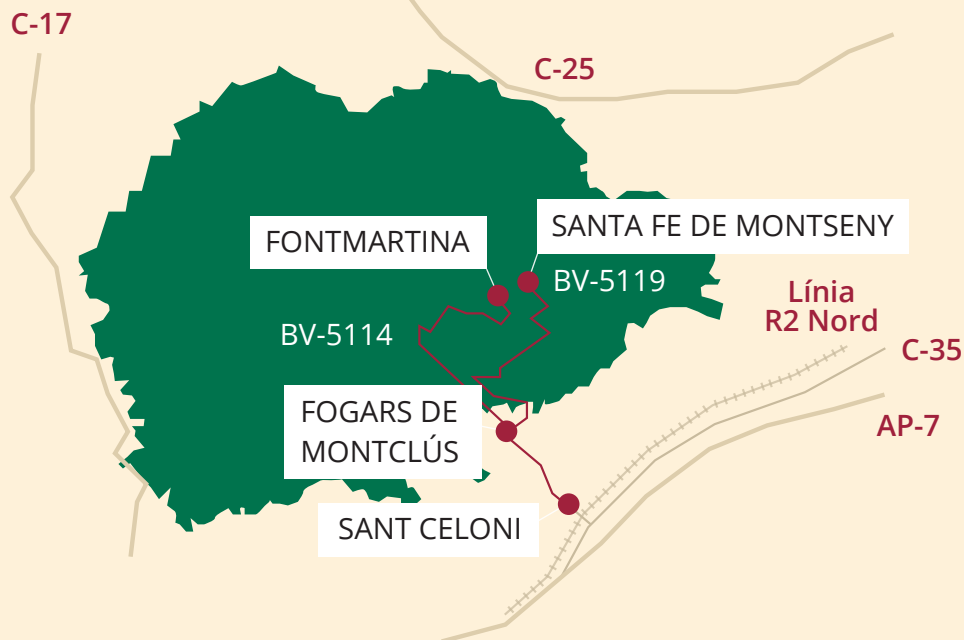 C-17
C-25
SANTA FE DE MONTSENY
FONTMARTINA
BV-5119
Línia
R2 Nord
BV-5114
C-35
FOGARS DE
MONTCLÚS
AP-7
SANT CELONI